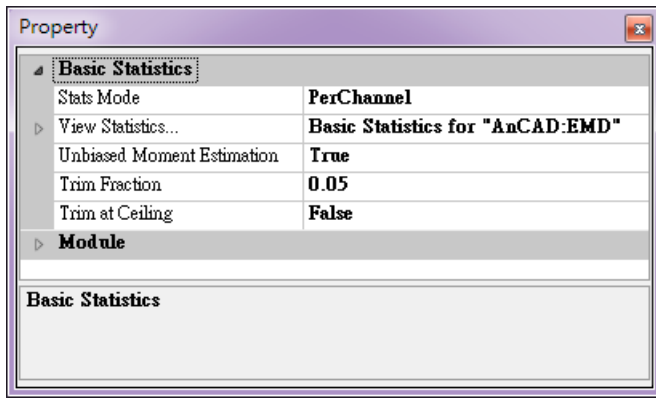 Property
Basic Statistics
Stats Mode PerChannel
View Statistics... Basic Statistics for "AnCAD:EMD"
Unbiased Moment Estimation True
Trim Fraction 0.05
Trim at Ceiling False
Module
Basic Statistics